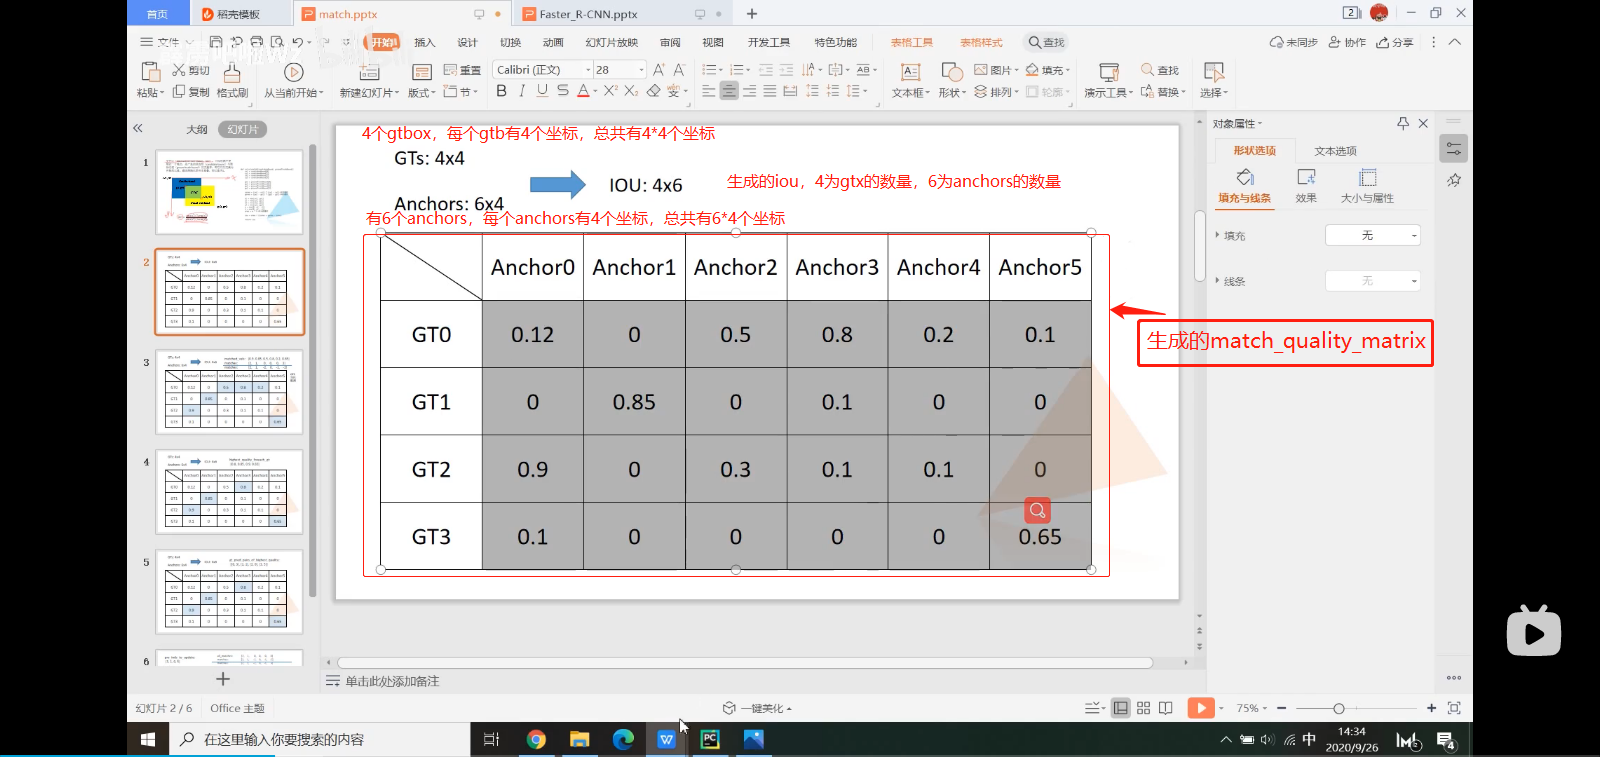 首页
稻壳模板
match.pptx
Faster_R-CNN.pptx
2
文件
开始
插入
设计
切换
动画
幻灯片放映
审阅
视图
开发工具
特色功能
表格工具
表格样式
查找
未同步
协作
分享
粘贴
剪切
复制
格式刷
从当前开始
新建幻灯片
版式
重置
节
Calibri (正文)
28
文本框
形状
图片
排列
填充
轮廓
演示工具
查找
替换
选择
大纲
幻灯片
1
2
3
4
5
6
4个gtbox，每个gtb有4个坐标，总共有4*4个坐标
GTs: 4x4
IOU: 4x6
生成的iou，4为gtx的数量，6为anchors的数量
Anchors: 6x4
有6个anchors，每个anchors有4个坐标，总共有6*4个坐标
Anchor0 Anchor1 Anchor2 Anchor3 Anchor4 Anchor5
GT0 0.12 0 0.5 0.8 0.2 0.1
GT1 0 0.85 0 0.1 0 0
GT2 0.9 0 0.3 0.1 0.1 0
GT3 0.1 0 0 0 0 0.65
生成的match_quality_matrix
对象属性
形状选项
文本选项
填充与线条
效果
大小与属性
填充
无
线条
无
单击此处添加备注
幻灯片 2 / 6
Office 主题
一键美化
75%
在这里输入你要搜索的内容
中
14:34
2020/9/26
4